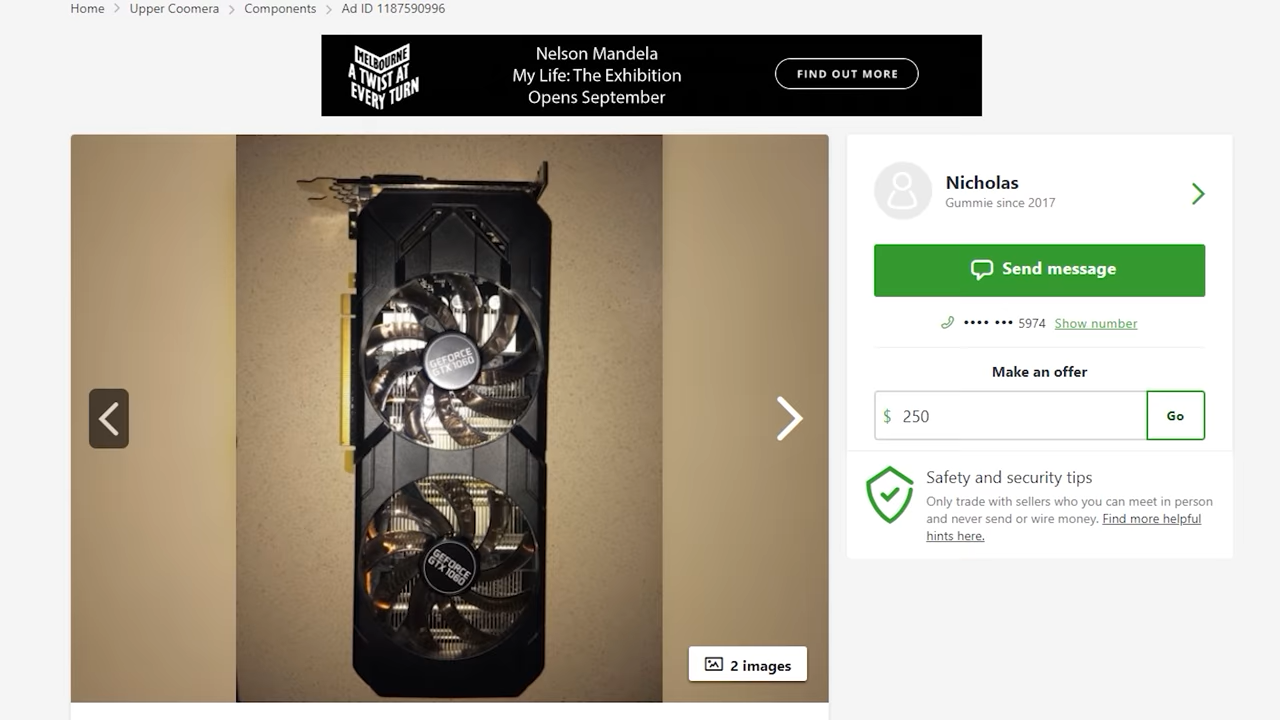 Home > Upper Coomera > Components > Ad ID 1187590996
MELBOURNE
A TWIST AT
EVERY TURN
Nelson Mandela
My Life: The Exhibition
Opens September
FIND OUT MORE
GEFORCE
GTX 1060
GEFORCE
GTX 1060
2 images
Nicholas
Gummie since 2017
Send message
•••• ••• 5974 Show number
Make an offer
$ 250
Go
Safety and security tips
Only trade with sellers who you can meet in person
and never send or wire money. Find more helpful
hints here.